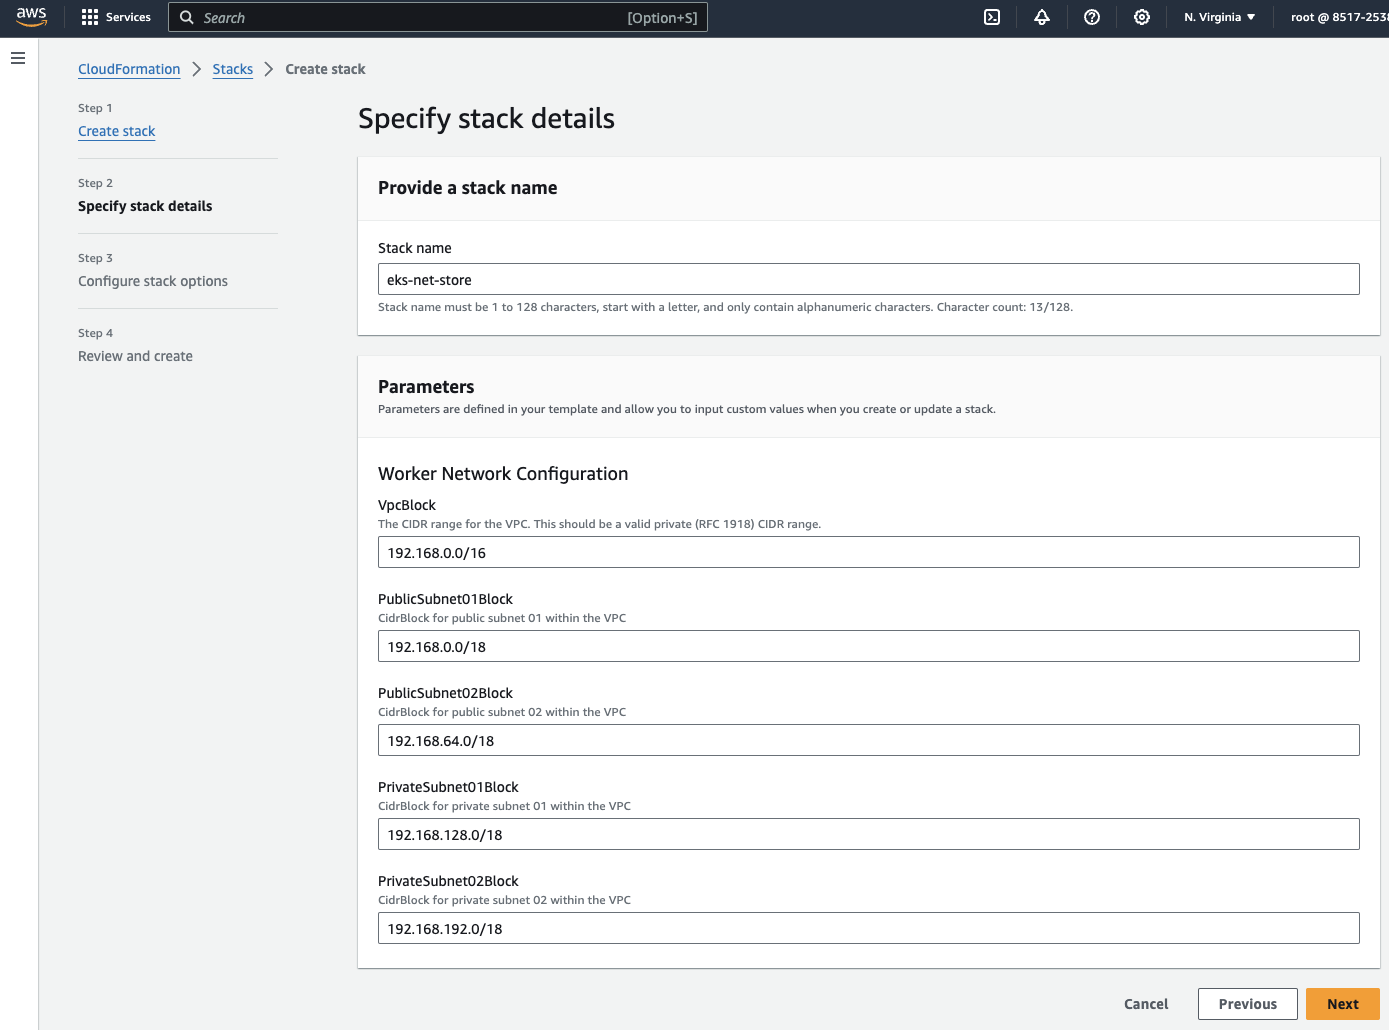 aws
Services
Search
[Option+S]
N. Virginia
root @ 8517-2538
CloudFormation
Stacks
Create stack
Step 1
Create stack
Step 2
Specify stack details
Step 3
Configure stack options
Step 4
Review and create
Specify stack details
Provide a stack name
Stack name
eks-net-store
Stack name must be 1 to 128 characters, start with a letter, and only contain alphanumeric characters. Character count: 13/128.
Parameters
Parameters are defined in your template and allow you to input custom values when you create or update a stack.
Worker Network Configuration
VpcBlock
The CIDR range for the VPC. This should be a valid private (RFC 1918) CIDR range.
192.168.0.0/16
PublicSubnet01Block
CidrBlock for public subnet 01 within the VPC
192.168.0.0/18
PublicSubnet02Block
CidrBlock for public subnet 02 within the VPC
192.168.64.0/18
PrivateSubnet01Block
CidrBlock for private subnet 01 within the VPC
192.168.128.0/18
PrivateSubnet02Block
CidrBlock for private subnet 02 within the VPC
192.168.192.0/18
Cancel
Previous
Next